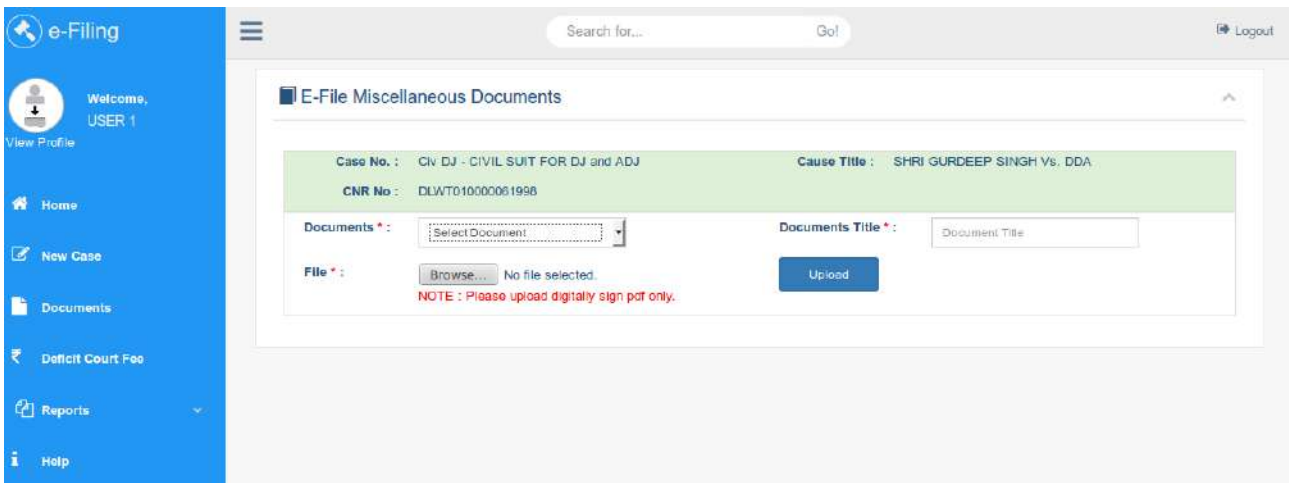 e-Filing
Search for...
Go!
Logout
Welcome,
USER 1
View Profile
E-File Miscellaneous Documents
Case No. : Civ DJ - CIVIL SUIT FOR DJ and ADJ Cause Title : SHRI GURDEEP SINGH Vs. DDA
CNR No : DLWT010000061998
Documents * : Select Document Documents Title * : Document Title
File * : Browse... No file selected. Upload
NOTE : Please upload digitally sign pdf only.
Home
New Case
Documents
₹ Deficit Court Fee
Reports
Help